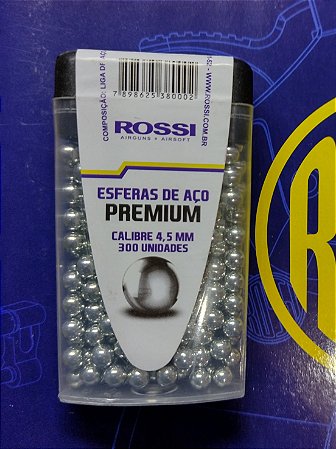 COMPOSIÇÃO: LIGA DE AÇO
7 898625 380002
WWW.ROSSI.COM.BR
ROSSI
AIRGUNS • AIRSOFT
ESFERAS DE AÇO
PREMIUM
CALIBRE 4,5 MM
300 UNIDADES
R